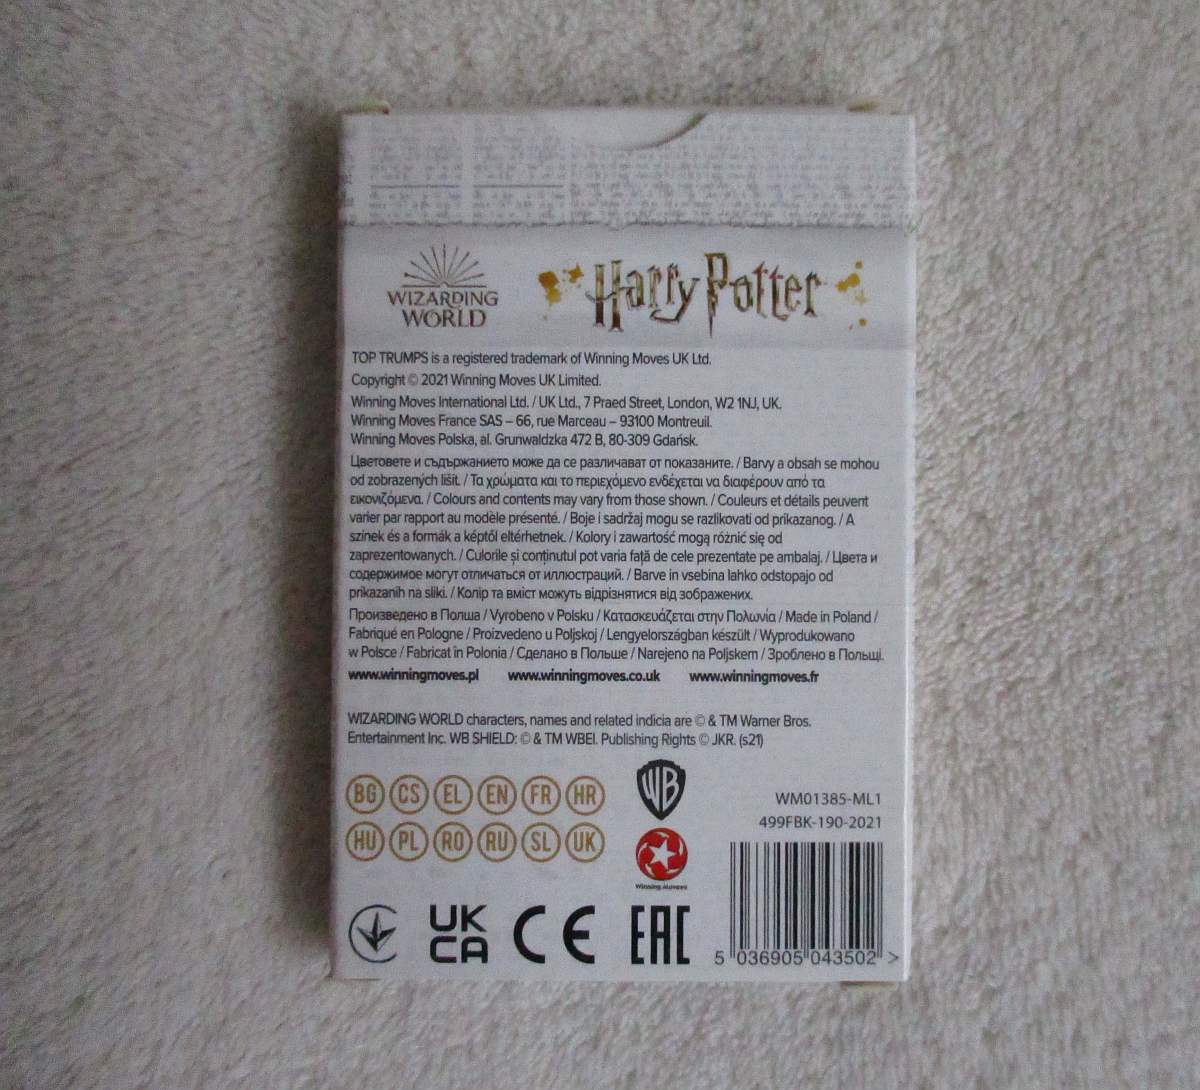 WIZARDING
WORLD
Harry Potter
TOP TRUMPS is a registered trademark of Winning Moves UK Ltd.
Copyright © 2021 Winning Moves UK Limited.
Winning Moves International Ltd. / UK Ltd., 7 Praed Street, London, W2 1NJ, UK.
Winning Moves France SAS – 66, rue Marceau – 93100 Montreuil.
Winning Moves Polska, al. Grunwaldzka 472 B, 80-309 Gdańsk.
Цветовете и съдържанието може да се различават от показаните. / Barvy a obsah se mohou
od zobrazených lišit. / Τα χρώματα και το περιεχόμενο ενδέχεται να διαφέρουν από τα
εικονιζόμενα. / Colours and contents may vary from those shown. / Couleurs et détails peuvent
varier par rapport au modèle présenté. / Boje i sadržaj mogu se razlikovati od prikazanog. / A
színek és a formák a képtől eltérhetnek. / Kolory i zawartość mogą różnić się od
zaprezentowanych. / Culorile și conținutul pot varia față de cele prezentate pe ambalaj. / Цвета и
содержимое могут отличаться от иллюстраций. / Barve in vsebina lahko odstopajo od
prikazanih na sliki. / Колір та вміст можуть відрізнятися від зображених.
Произведено в Полша / Vyrobeno v Polsku / Κατασκευάζεται στην Πολωνία / Made in Poland /
Fabriqué en Pologne / Proizvedeno u Poljskoj / Lengyelországban készült / Wyprodukowano
w Polsce / Fabricat în Polonia / Сделано в Польше / Narejeno na Poljskem / Зроблено в Польщі.
www.winningmoves.pl www.winningmoves.co.uk www.winningmoves.fr
WIZARDING WORLD characters, names and related indicia are © & TM Warner Bros.
Entertainment Inc. WB SHIELD: © & TM WBEI. Publishing Rights © JKR. (s21)
BG CS EL EN FR HR
HU PL RO RU SL UK
WB
Winning Moves
WM01385-ML1
499FBK-190-2021
UK
CA
CE
EAC
5 036905 043502 >